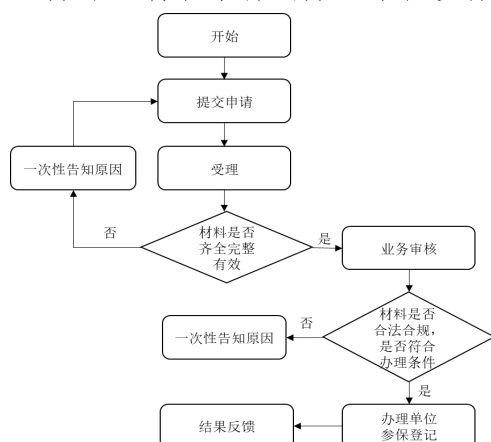 开始
提交申请
一次性告知原因
受理
否
材料是否
齐全完整
有效
是
业务审核
一次性告知原因
否
材料是否
合法合规，
是否符合
办理条件
是
结果反馈
办理单位
参保登记